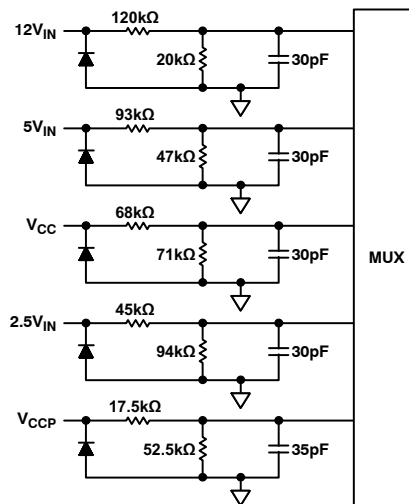 120kΩ
12VIN
20kΩ
30pF
93kΩ
5VIN
47kΩ
30pF
68kΩ
VCC
71kΩ
30pF
MUX
45kΩ
2.5VIN
94kΩ
30pF
17.5kΩ
VCCP
52.5kΩ
35pF